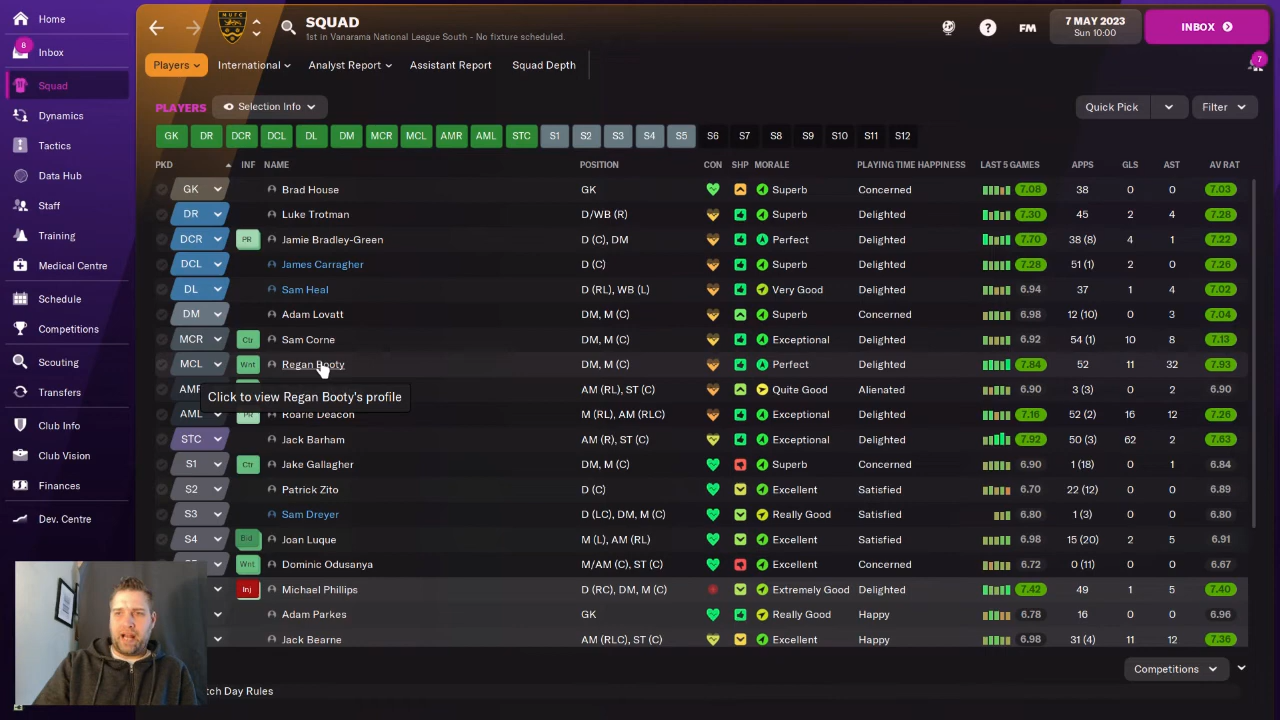 Home
8
Inbox
Squad
Dynamics
Tactics
Data Hub
Staff
Training
Medical Centre
Schedule
Competitions
Scouting
Transfers
Club Info
Club Vision
Finances
Dev. Centre
NUFC
SQUAD
1st in Vanarama National League South - No fixture scheduled.
?
FM
7 MAY 2023
Sun 10:00
INBOX
7
Players International Analyst Report Assistant Report Squad Depth
PLAYERS Selection Info Quick Pick Filter
GK DR DCR DCL DL DM MCR MCL AMR AML STC S1 S2 S3 S4 S5 S6 S7 S8 S9 S10 S11 S12
PKD INF NAME POSITION CON SHP MORALE PLAYING TIME HAPPINESS LAST 5 GAMES APPS GLS AST AV RAT
GK Brad House GK Superb Concerned 7.08 38 0 0 7.03
DR Luke Trotman D/WB (R) Superb Delighted 7.30 45 2 4 7.28
DCR PR Jamie Bradley-Green D (C), DM Perfect Delighted 7.70 38 (8) 4 1 7.22
DCL James Carragher D (C) Superb Delighted 7.28 51 (1) 2 0 7.26
DL Sam Heal D (RL), WB (L) Very Good Delighted 6.94 37 1 4 7.02
DM Adam Lovatt DM, M (C) Superb Concerned 6.98 12 (10) 0 3 7.04
MCR Ctr Sam Corne DM, M (C) Superb Delighted 6.92 54 (1) 10 8 7.13
MCL Wnt Regan Booty DM, M (C) Perfect Delighted 7.84 52 11 32 7.93
AM AM (RL), ST (C) Quite Good Alienated 6.90 3 (3) 0 2 6.90
Click to view Regan Booty's profile
AML PR Roarie Deacon M (RL), AM (RLC) Exceptional Delighted 7.16 52 (2) 16 12 7.26
STC Jack Barham AM (R), ST (C) Exceptional Delighted 7.92 50 (3) 62 2 7.63
S1 Ctr Jake Gallagher DM, M (C) Superb Concerned 6.90 1 (18) 0 1 6.84
S2 Patrick Zito D (C) Excellent Satisfied 6.70 22 (12) 0 0 6.89
S3 Sam Dreyer D (LC), DM, M (C) Really Good Satisfied 6.80 1 (3) 0 0 6.80
S4 Bid Joan Luque M (L), AM (RL) Excellent Satisfied 6.98 15 (20) 2 5 6.91
Wnt Dominic Odusanya M/AM (C), ST (C) Excellent Concerned 6.72 0 (11) 0 0 6.67
Inj Michael Phillips D (RC), DM, M (C) Extremely Good Delighted 7.42 49 1 5 7.40
Adam Parkes GK Really Good Happy 6.78 16 0 0 6.96
Jack Bearne AM (RLC), ST (C) Excellent Happy 6.98 31 (4) 11 12 7.36
Competitions
tch Day Rules